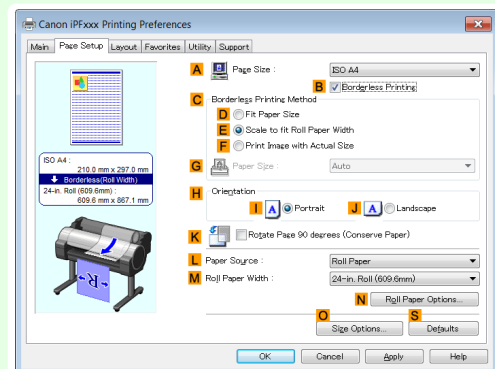 Canon iPFxxx Printing Preferences
Main Page Setup Layout Favorites Utility Support
A Page Size : ISO A4
B Borderless Printing
C Borderless Printing Method
D Fit Paper Size
E Scale to fit Roll Paper Width
F Print Image with Actual Size
G Paper Size : Auto
ISO A4 :
210.0 mm x 297.0 mm
Borderless(Roll Width)
24-in. Roll (609.6mm) :
609.6 mm x 867.1 mm
H Orientation
I A Portrait J A Landscape
K Rotate Page 90 degrees (Conserve Paper)
R
L Paper Source : Roll Paper
M Roll Paper Width : 24-in. Roll (609.6mm)
N Roll Paper Options...
O S
Size Options... Defaults
OK Cancel Apply Help